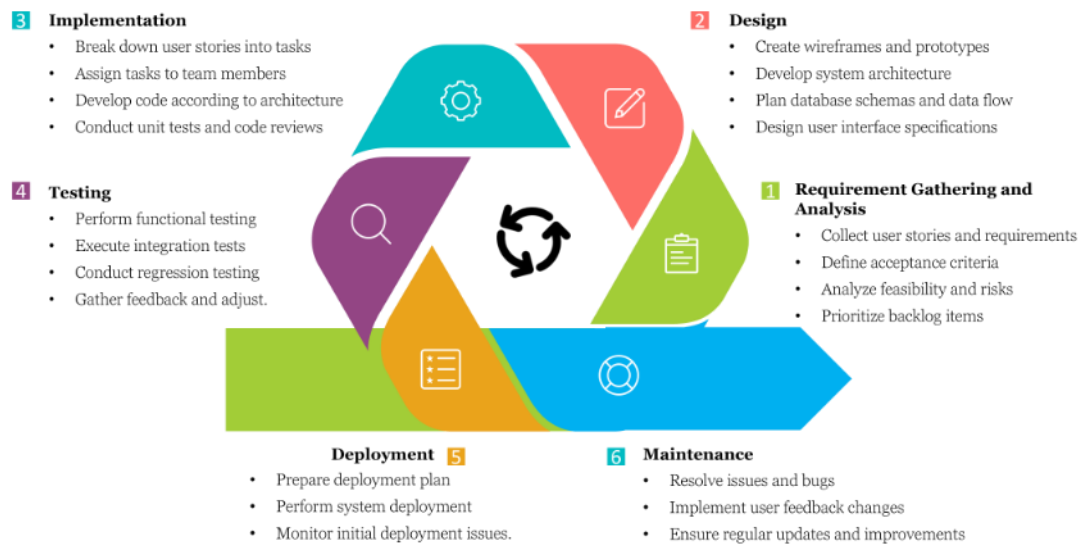 3 Implementation
• Break down user stories into tasks
• Assign tasks to team members
• Develop code according to architecture
• Conduct unit tests and code reviews
2 Design
• Create wireframes and prototypes
• Develop system architecture
• Plan database schemas and data flow
• Design user interface specifications
4 Testing
• Perform functional testing
• Execute integration tests
• Conduct regression testing
• Gather feedback and adjust.
1 Requirement Gathering and
Analysis
• Collect user stories and requirements
• Define acceptance criteria
• Analyze feasibility and risks
• Prioritize backlog items
Deployment 5
• Prepare deployment plan
• Perform system deployment
• Monitor initial deployment issues.
6 Maintenance
• Resolve issues and bugs
• Implement user feedback changes
• Ensure regular updates and improvements